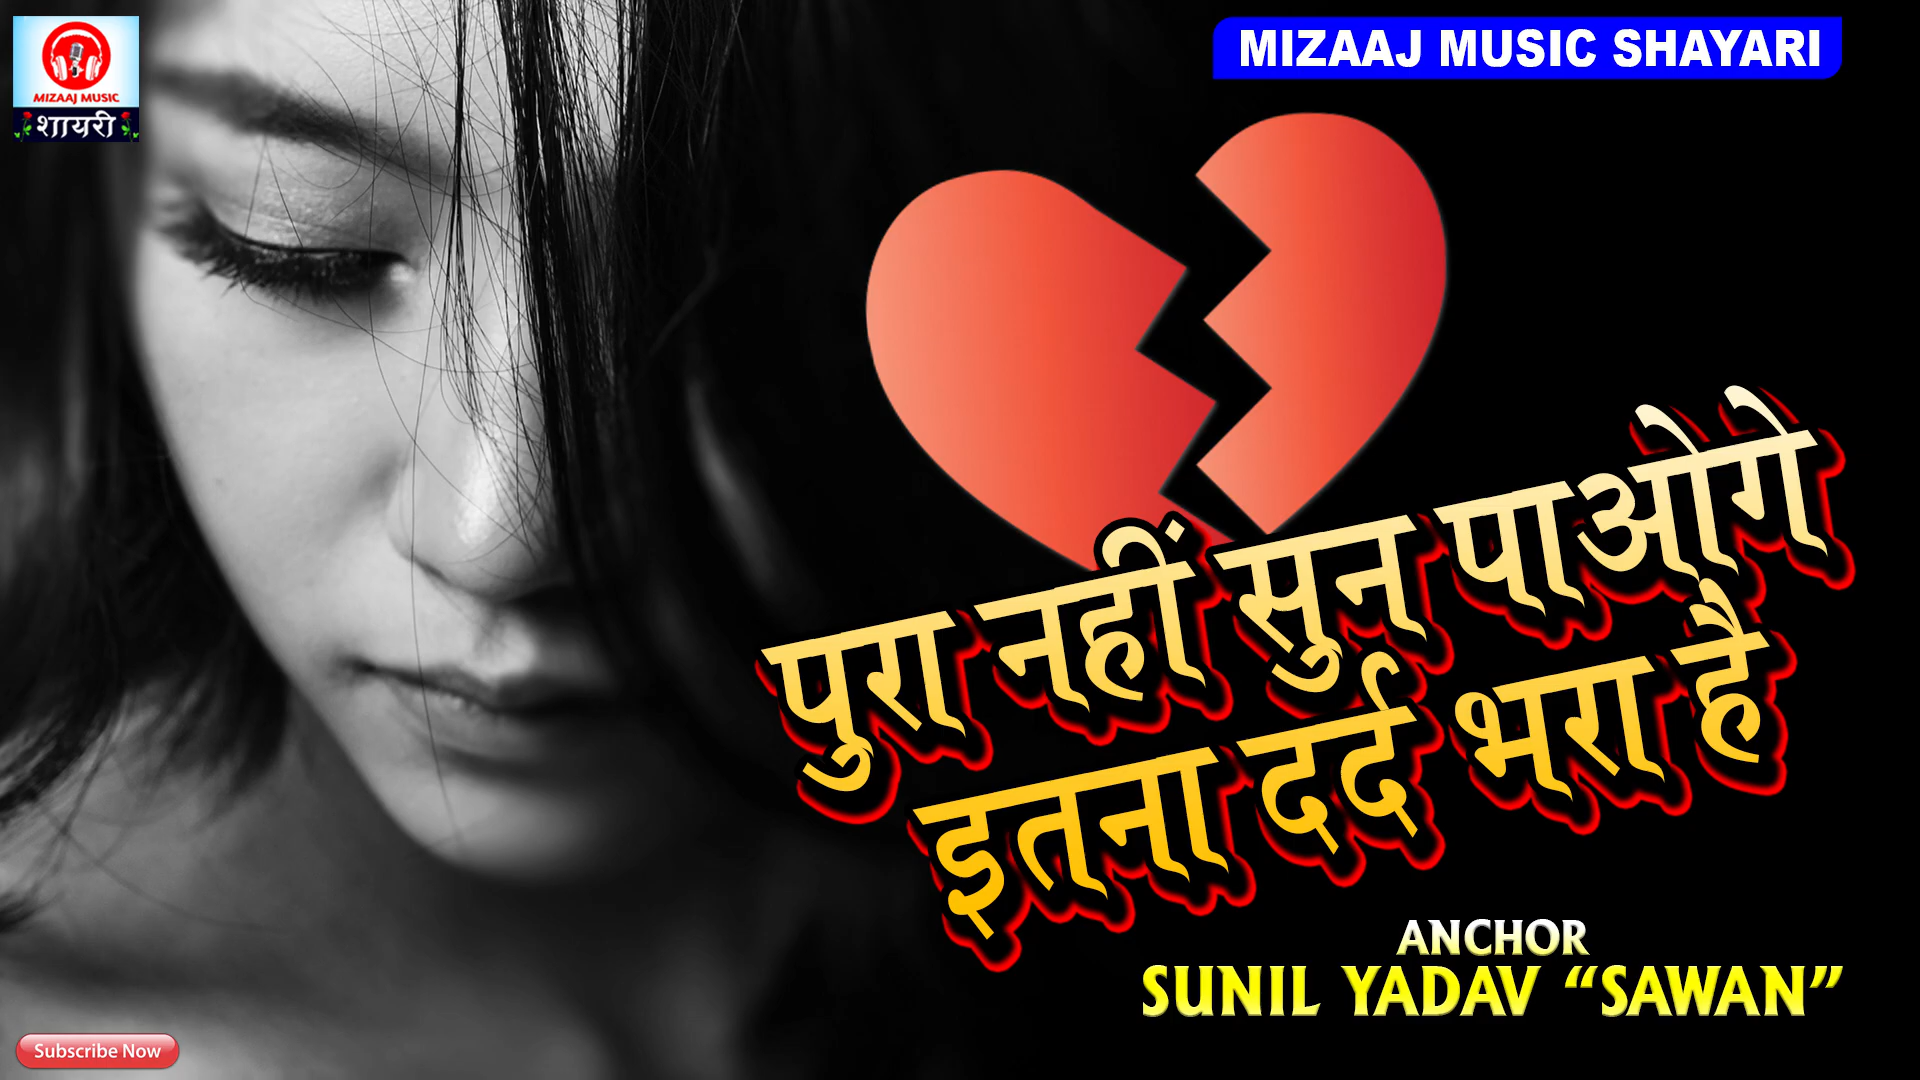 MIZAAJ MUSIC
शायरी
MIZAAJ MUSIC SHAYARI
पुरा नहीं सुन पाओगे
इतना दर्द भरा है
ANCHOR
SUNIL YADAV “SAWAN”
Subscribe Now